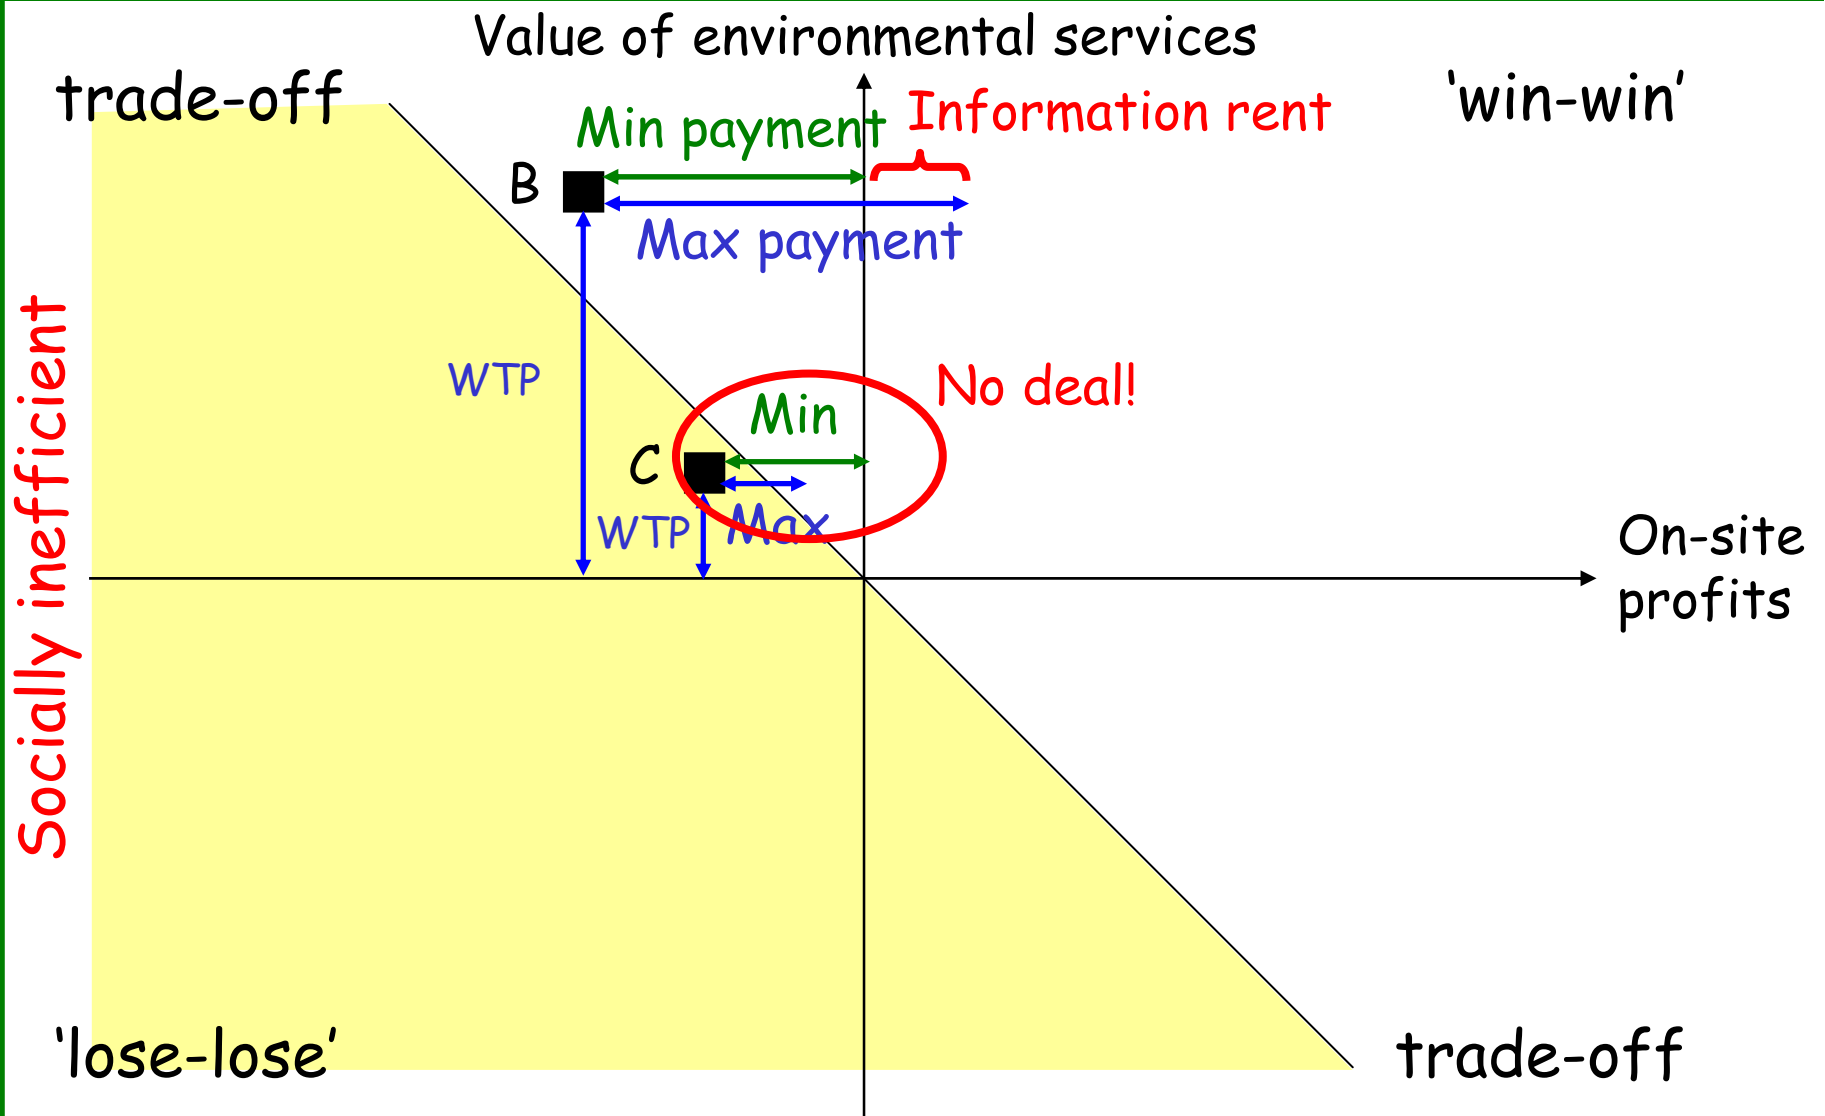 Value of environmental services
trade-off
'win-win'
Min payment
Information rent
B
Max payment
WTP
No deal!
Min
C
WTP
Max
On-site
profits
Socially inefficient
'lose-lose'
trade-off